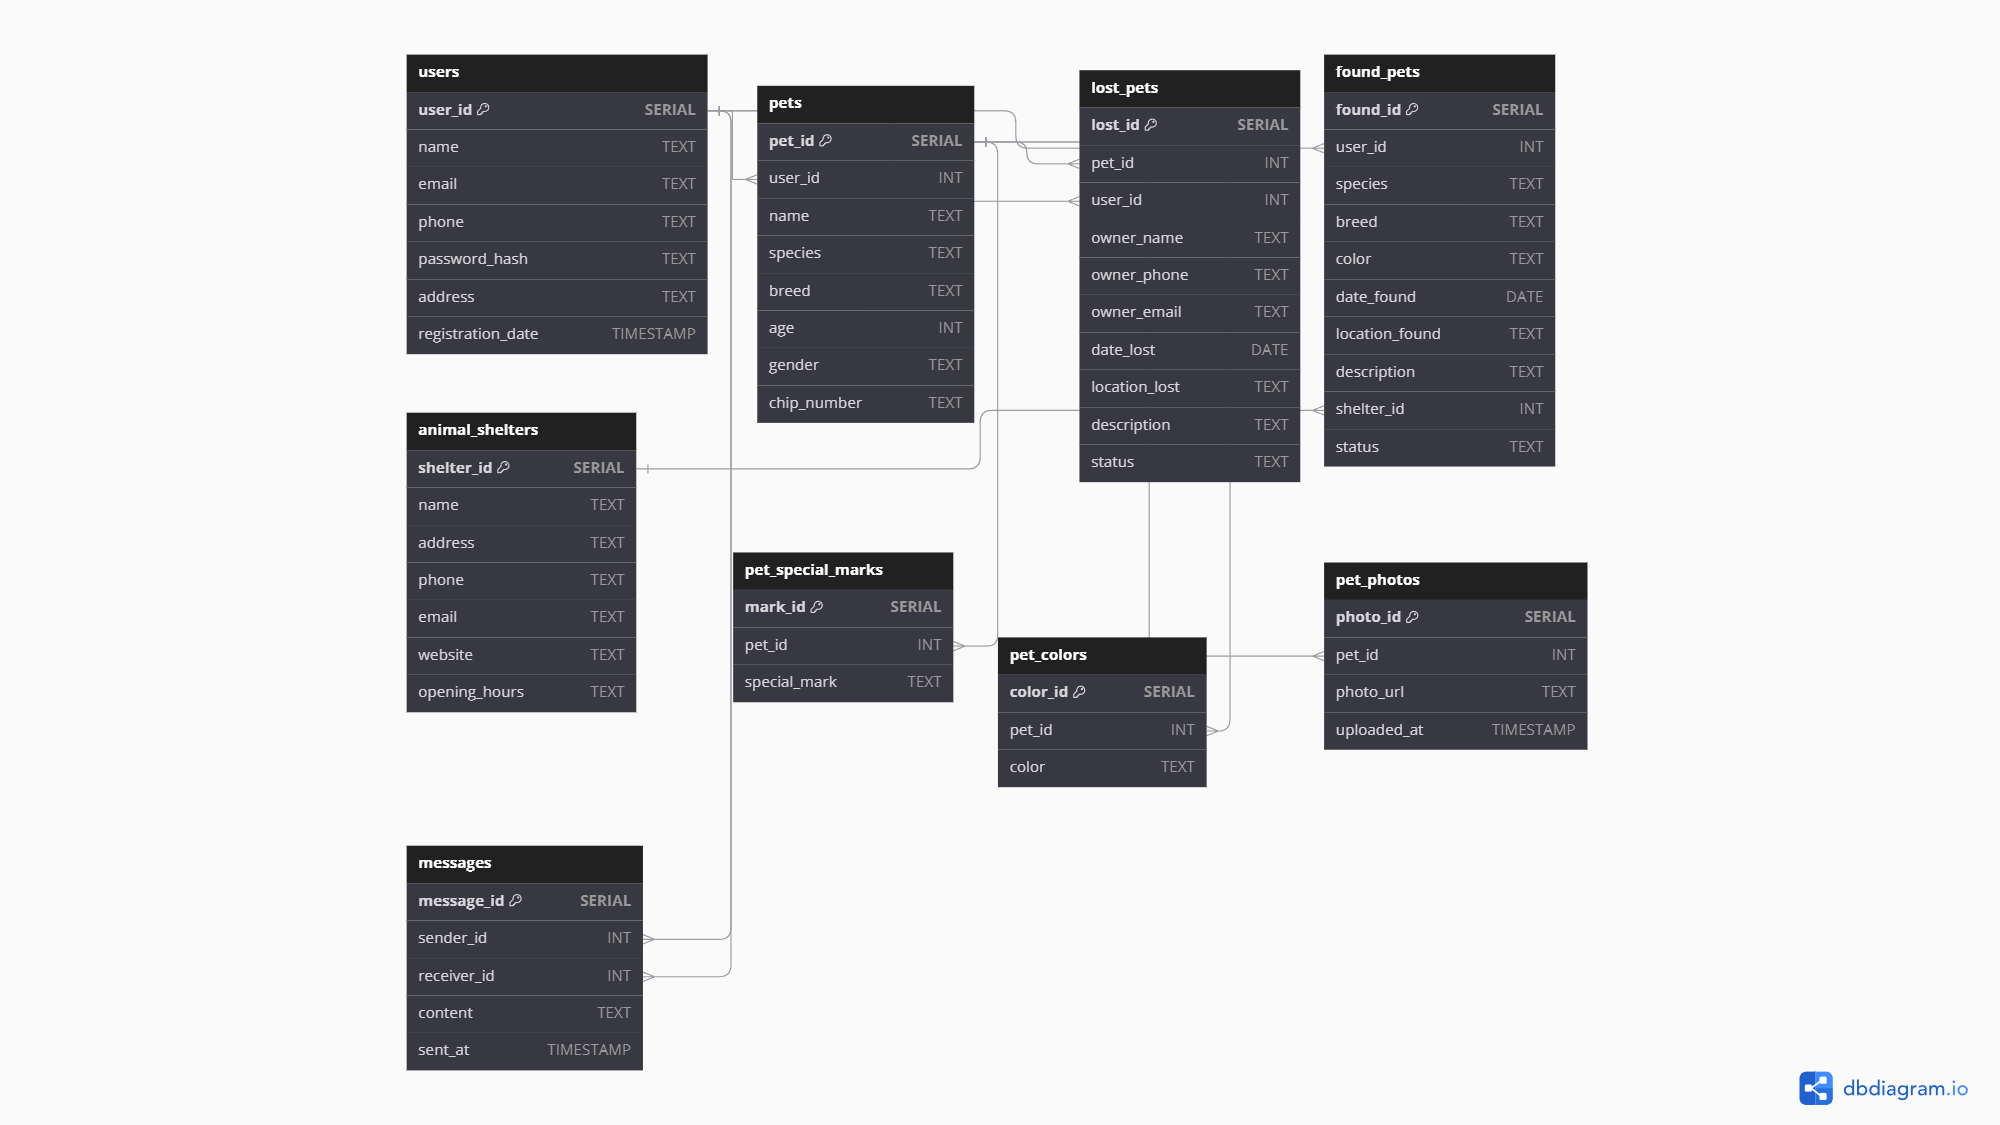 users
user_id SERIAL
name TEXT
email TEXT
phone TEXT
password_hash TEXT
address TEXT
registration_date TIMESTAMP
pets
pet_id SERIAL
user_id INT
name TEXT
species TEXT
breed TEXT
age INT
gender TEXT
chip_number TEXT
lost_pets
lost_id SERIAL
pet_id INT
user_id INT
owner_name TEXT
owner_phone TEXT
owner_email TEXT
date_lost DATE
location_lost TEXT
description TEXT
status TEXT
found_pets
found_id SERIAL
user_id INT
species TEXT
breed TEXT
color TEXT
date_found DATE
location_found TEXT
description TEXT
shelter_id INT
status TEXT
animal_shelters
shelter_id SERIAL
name TEXT
address TEXT
phone TEXT
email TEXT
website TEXT
opening_hours TEXT
pet_special_marks
mark_id SERIAL
pet_id INT
special_mark TEXT
pet_colors
color_id SERIAL
pet_id INT
color TEXT
pet_photos
photo_id SERIAL
pet_id INT
photo_url TEXT
uploaded_at TIMESTAMP
messages
message_id SERIAL
sender_id INT
receiver_id INT
content TEXT
sent_at TIMESTAMP
dbdiagram.io